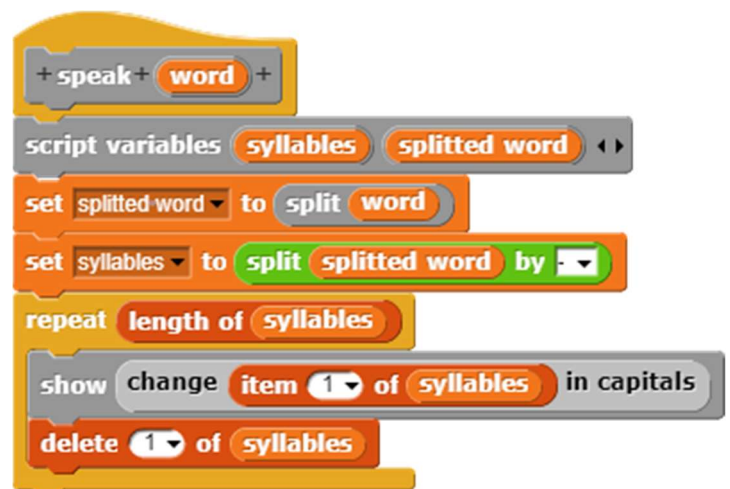 +speak+ word +
script variables syllables splitted word
set splitted word to split word
set syllables to split splitted word by -
repeat length of syllables
show change item 1 of syllables in capitals
delete 1 of syllables